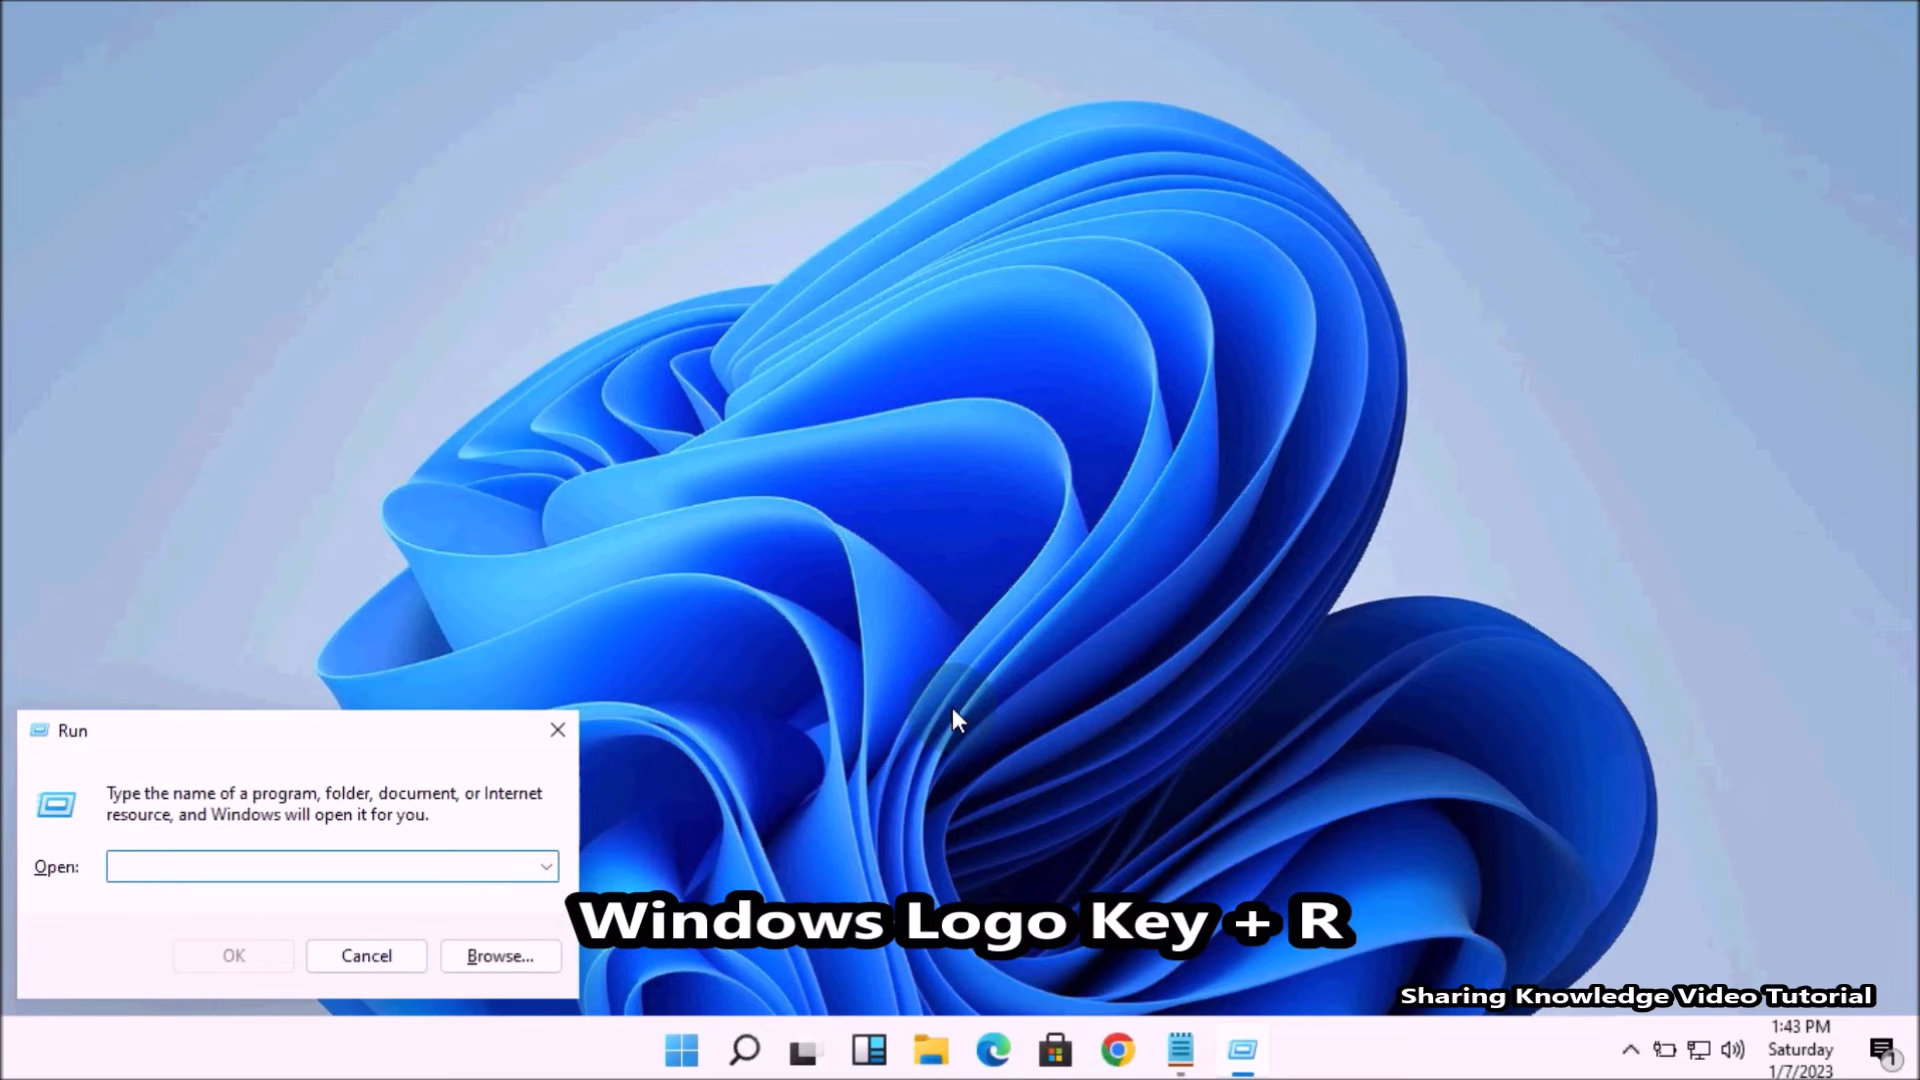 Run
Type the name of a program, folder, document, or Internet
resource, and Windows will open it for you.
Open:
OK
Cancel
Browse...
Windows Logo Key + R
Sharing Knowledge Video Tutorial
1:43 PM
Saturday
1/7/2023
1